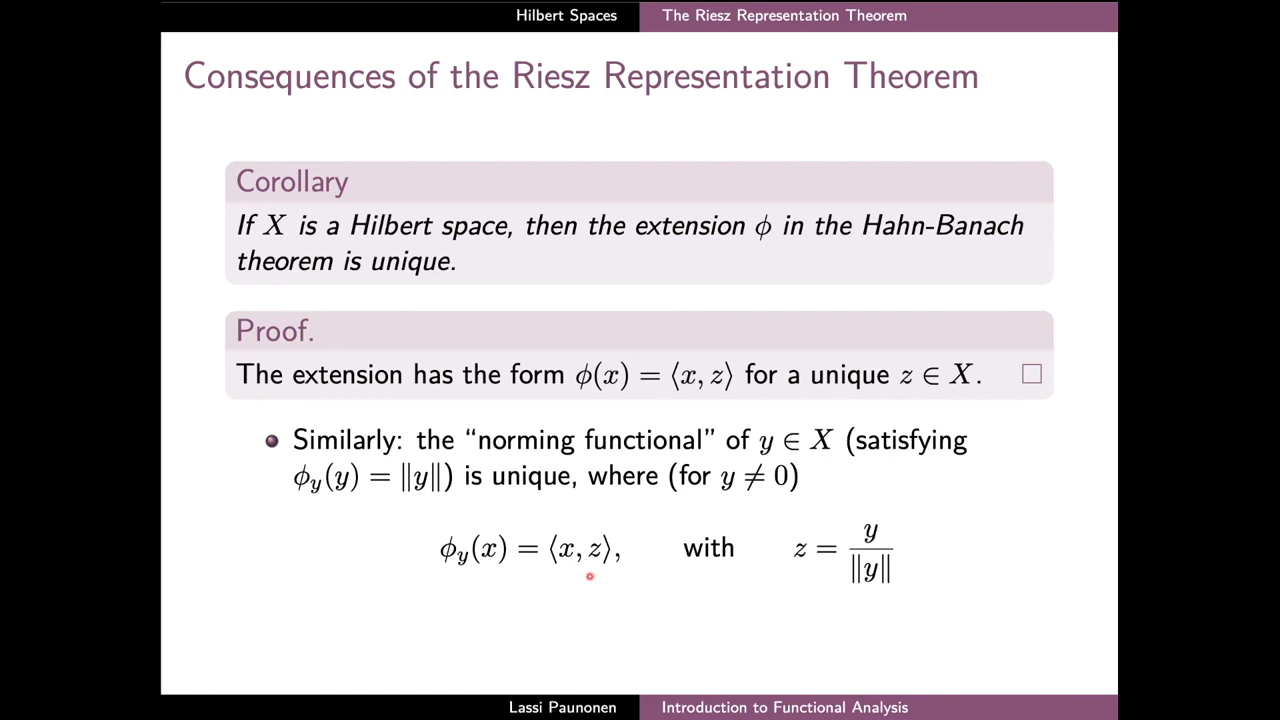 Hilbert Spaces The Riesz Representation Theorem
Consequences of the Riesz Representation Theorem
Corollary
If X is a Hilbert space, then the extension ϕ in the Hahn-Banach
theorem is unique.
Proof.
The extension has the form ϕ(x) = ⟨x, z⟩ for a unique z ∈ X. □
Similarly: the “norming functional” of y ∈ X (satisfying
ϕ_y(y) = ‖y‖) is unique, where (for y ≠ 0)
ϕ_y(x) = ⟨x, z⟩, with z = y/‖y‖
Lassi Paunonen Introduction to Functional Analysis